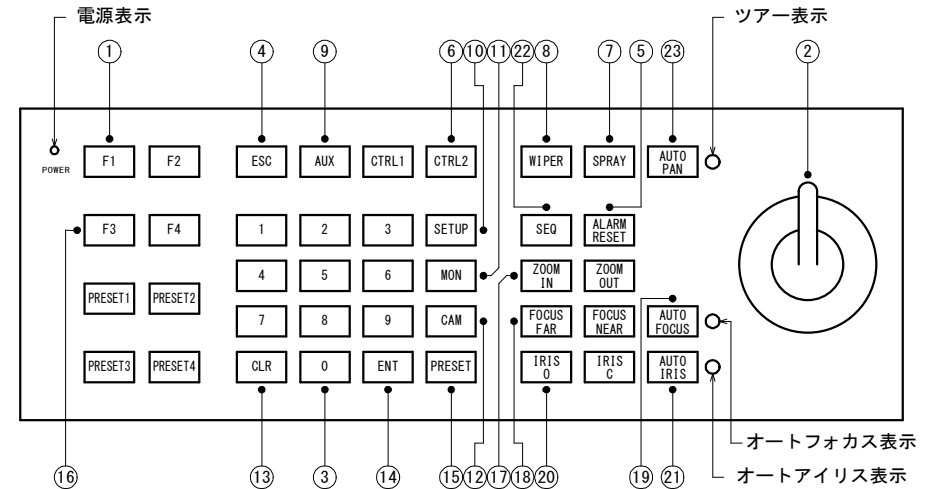 電源表示
ツアー表示
① ④ ⑨ ⑥ ⑩ ⑪ ㉒ ⑧ ⑦ ⑤ ㉓ ②
POWER
F1 F2 ESC AUX CTRL1 CTRL2 WIPER SPRAY AUTO PAN
F3 F4 1 2 3 SETUP SEQ ALARM RESET
4 5 6 MON ZOOM IN ZOOM OUT
PRESET1 PRESET2
⑲
7 8 9 CAM FOCUS FAR FOCUS NEAR AUTO FOCUS
PRESET3 PRESET4 CLR 0 ENT PRESET IRIS O IRIS C AUTO IRIS
オートフォカス表示
⑯ ⑬ ③ ⑭ ⑮ ⑫ ⑰ ⑱ ⑳ ⑲ ㉑
オートアイリス表示